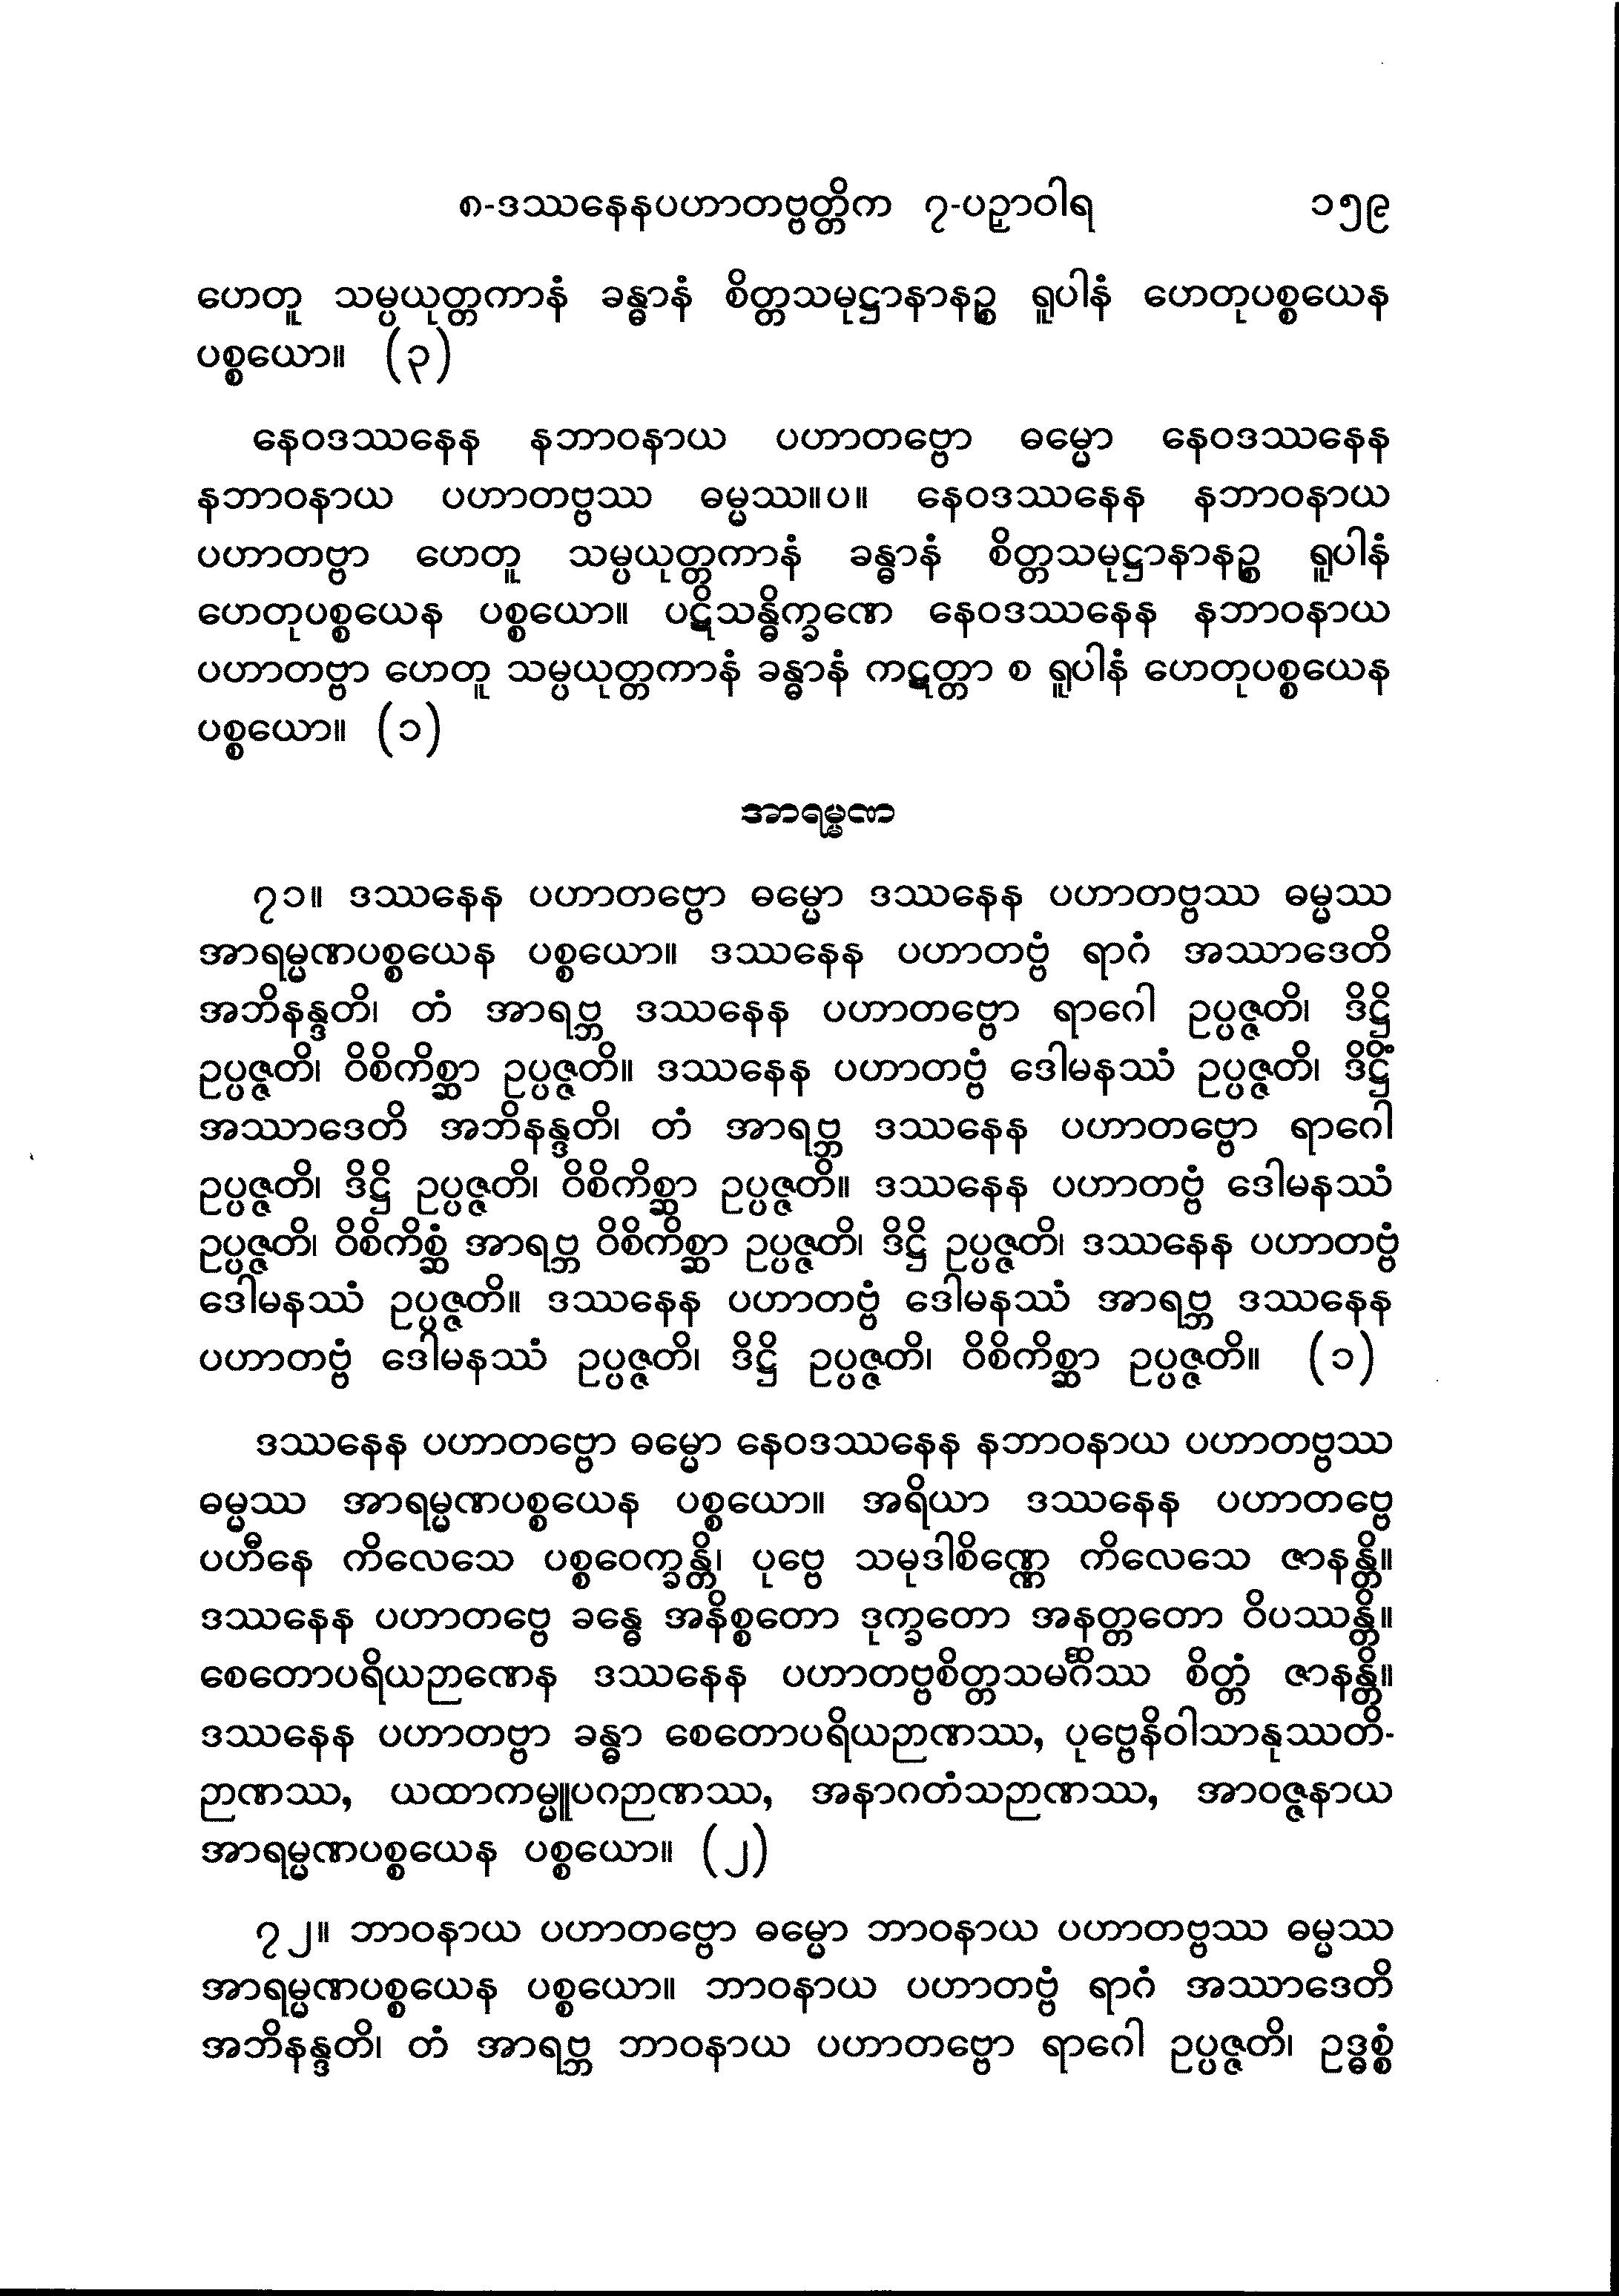 ၈-ဒဿနေနပဟာတဗ္ဗတ္တိက ၇-ပဉှာဝါရ ၁၅၉
ဟေတူ သမ္ပယုတ္တကာနံ ခန္ဓာနံ စိတ္တသမုဋ္ဌာနာနဉ္စ ရူပါနံ ဟေတုပစ္စယေန
ပစ္စယော။ (၃)
နေဝဒဿနေန နဘာဝနာယ ပဟာတဗ္ဗော ဓမ္မော နေဝဒဿနေန
နဘာဝနာယ ပဟာတဗ္ဗဿ ဓမ္မဿ။ပ။ နေဝဒဿနေန နဘာဝနာယ
ပဟာတဗ္ဗာ ဟေတူ သမ္ပယုတ္တကာနံ ခန္ဓာနံ စိတ္တသမုဋ္ဌာနာနဉ္စ ရူပါနံ
ဟေတုပစ္စယေန ပစ္စယော။ ပဋိသန္ဓိက္ခဏေ နေဝဒဿနေန နဘာဝနာယ
ပဟာတဗ္ဗာ ဟေတူ သမ္ပယုတ္တကာနံ ခန္ဓာနံ ကဋတ္တာ စ ရူပါနံ ဟေတုပစ္စယေန
ပစ္စယော။ (၁)
အာရမ္မဏ
၇၁။ ဒဿနေန ပဟာတဗ္ဗော ဓမ္မော ဒဿနေန ပဟာတဗ္ဗဿ ဓမ္မဿ
အာရမ္မဏပစ္စယေန ပစ္စယော။ ဒဿနေန ပဟာတဗ္ဗံ ရာဂံ အဿာဒေတိ
အဘိနန္ဒတိ၊ တံ အာရဗ္ဘ ဒဿနေန ပဟာတဗ္ဗော ရာဂေါ ဥပ္ပဇ္ဇတိ၊ ဒိဋ္ဌိ
ဥပ္ပဇ္ဇတိ၊ ဝိစိကိစ္ဆာ ဥပ္ပဇ္ဇတိ။ ဒဿနေန ပဟာတဗ္ဗံ ဒေါမနဿံ ဥပ္ပဇ္ဇတိ၊ ဒိဋ္ဌိံ
အဿာဒေတိ အဘိနန္ဒတိ၊ တံ အာရဗ္ဘ ဒဿနေန ပဟာတဗ္ဗော ရာဂေါ
ဥပ္ပဇ္ဇတိ၊ ဒိဋ္ဌိ ဥပ္ပဇ္ဇတိ၊ ဝိစိကိစ္ဆာ ဥပ္ပဇ္ဇတိ။ ဒဿနေန ပဟာတဗ္ဗံ ဒေါမနဿံ
ဥပ္ပဇ္ဇတိ၊ ဝိစိကိစ္ဆံ အာရဗ္ဘ ဝိစိကိစ္ဆာ ဥပ္ပဇ္ဇတိ၊ ဒိဋ္ဌိ ဥပ္ပဇ္ဇတိ၊ ဒဿနေန ပဟာတဗ္ဗံ
ဒေါမနဿံ ဥပ္ပဇ္ဇတိ။ ဒဿနေန ပဟာတဗ္ဗံ ဒေါမနဿံ အာရဗ္ဘ ဒဿနေန
ပဟာတဗ္ဗံ ဒေါမနဿံ ဥပ္ပဇ္ဇတိ၊ ဒိဋ္ဌိ ဥပ္ပဇ္ဇတိ၊ ဝိစိကိစ္ဆာ ဥပ္ပဇ္ဇတိ။ (၁)
ဒဿနေန ပဟာတဗ္ဗော ဓမ္မော နေဝဒဿနေန နဘာဝနာယ ပဟာတဗ္ဗဿ
ဓမ္မဿ အာရမ္မဏပစ္စယေန ပစ္စယော။ အရိယာ ဒဿနေန ပဟာတဗ္ဗေ
ပဟီနေ ကိလေသေ ပစ္စဝေက္ခန္တိ၊ ပုဗ္ဗေ သမုဒါစိဏ္ဏေ ကိလေသေ ဇာနန္တိ။
ဒဿနေန ပဟာတဗ္ဗေ ခန္ဓေ အနိစ္စတော ဒုက္ခတော အနတ္တတော ဝိပဿန္တိ။
စေတောပရိယဉာဏေန ဒဿနေန ပဟာတဗ္ဗစိတ္တသမင်္ဂိဿ စိတ္တံ ဇာနန္တိ။
ဒဿနေန ပဟာတဗ္ဗာ ခန္ဓာ စေတောပရိယဉာဏဿ, ပုဗ္ဗေနိဝါသာနုဿတိ-
ဉာဏဿ, ယထာကမ္မူပဂဉာဏဿ, အနာဂတံသဉာဏဿ, အာဝဇ္ဇနာယ
အာရမ္မဏပစ္စယေန ပစ္စယော။ (၂)
၇၂။ ဘာဝနာယ ပဟာတဗ္ဗော ဓမ္မော ဘာဝနာယ ပဟာတဗ္ဗဿ ဓမ္မဿ
အာရမ္မဏပစ္စယေန ပစ္စယော။ ဘာဝနာယ ပဟာတဗ္ဗံ ရာဂံ အဿာဒေတိ
အဘိနန္ဒတိ၊ တံ အာရဗ္ဘ ဘာဝနာယ ပဟာတဗ္ဗော ရာဂေါ ဥပ္ပဇ္ဇတိ၊ ဥဒ္ဓစ္စံ